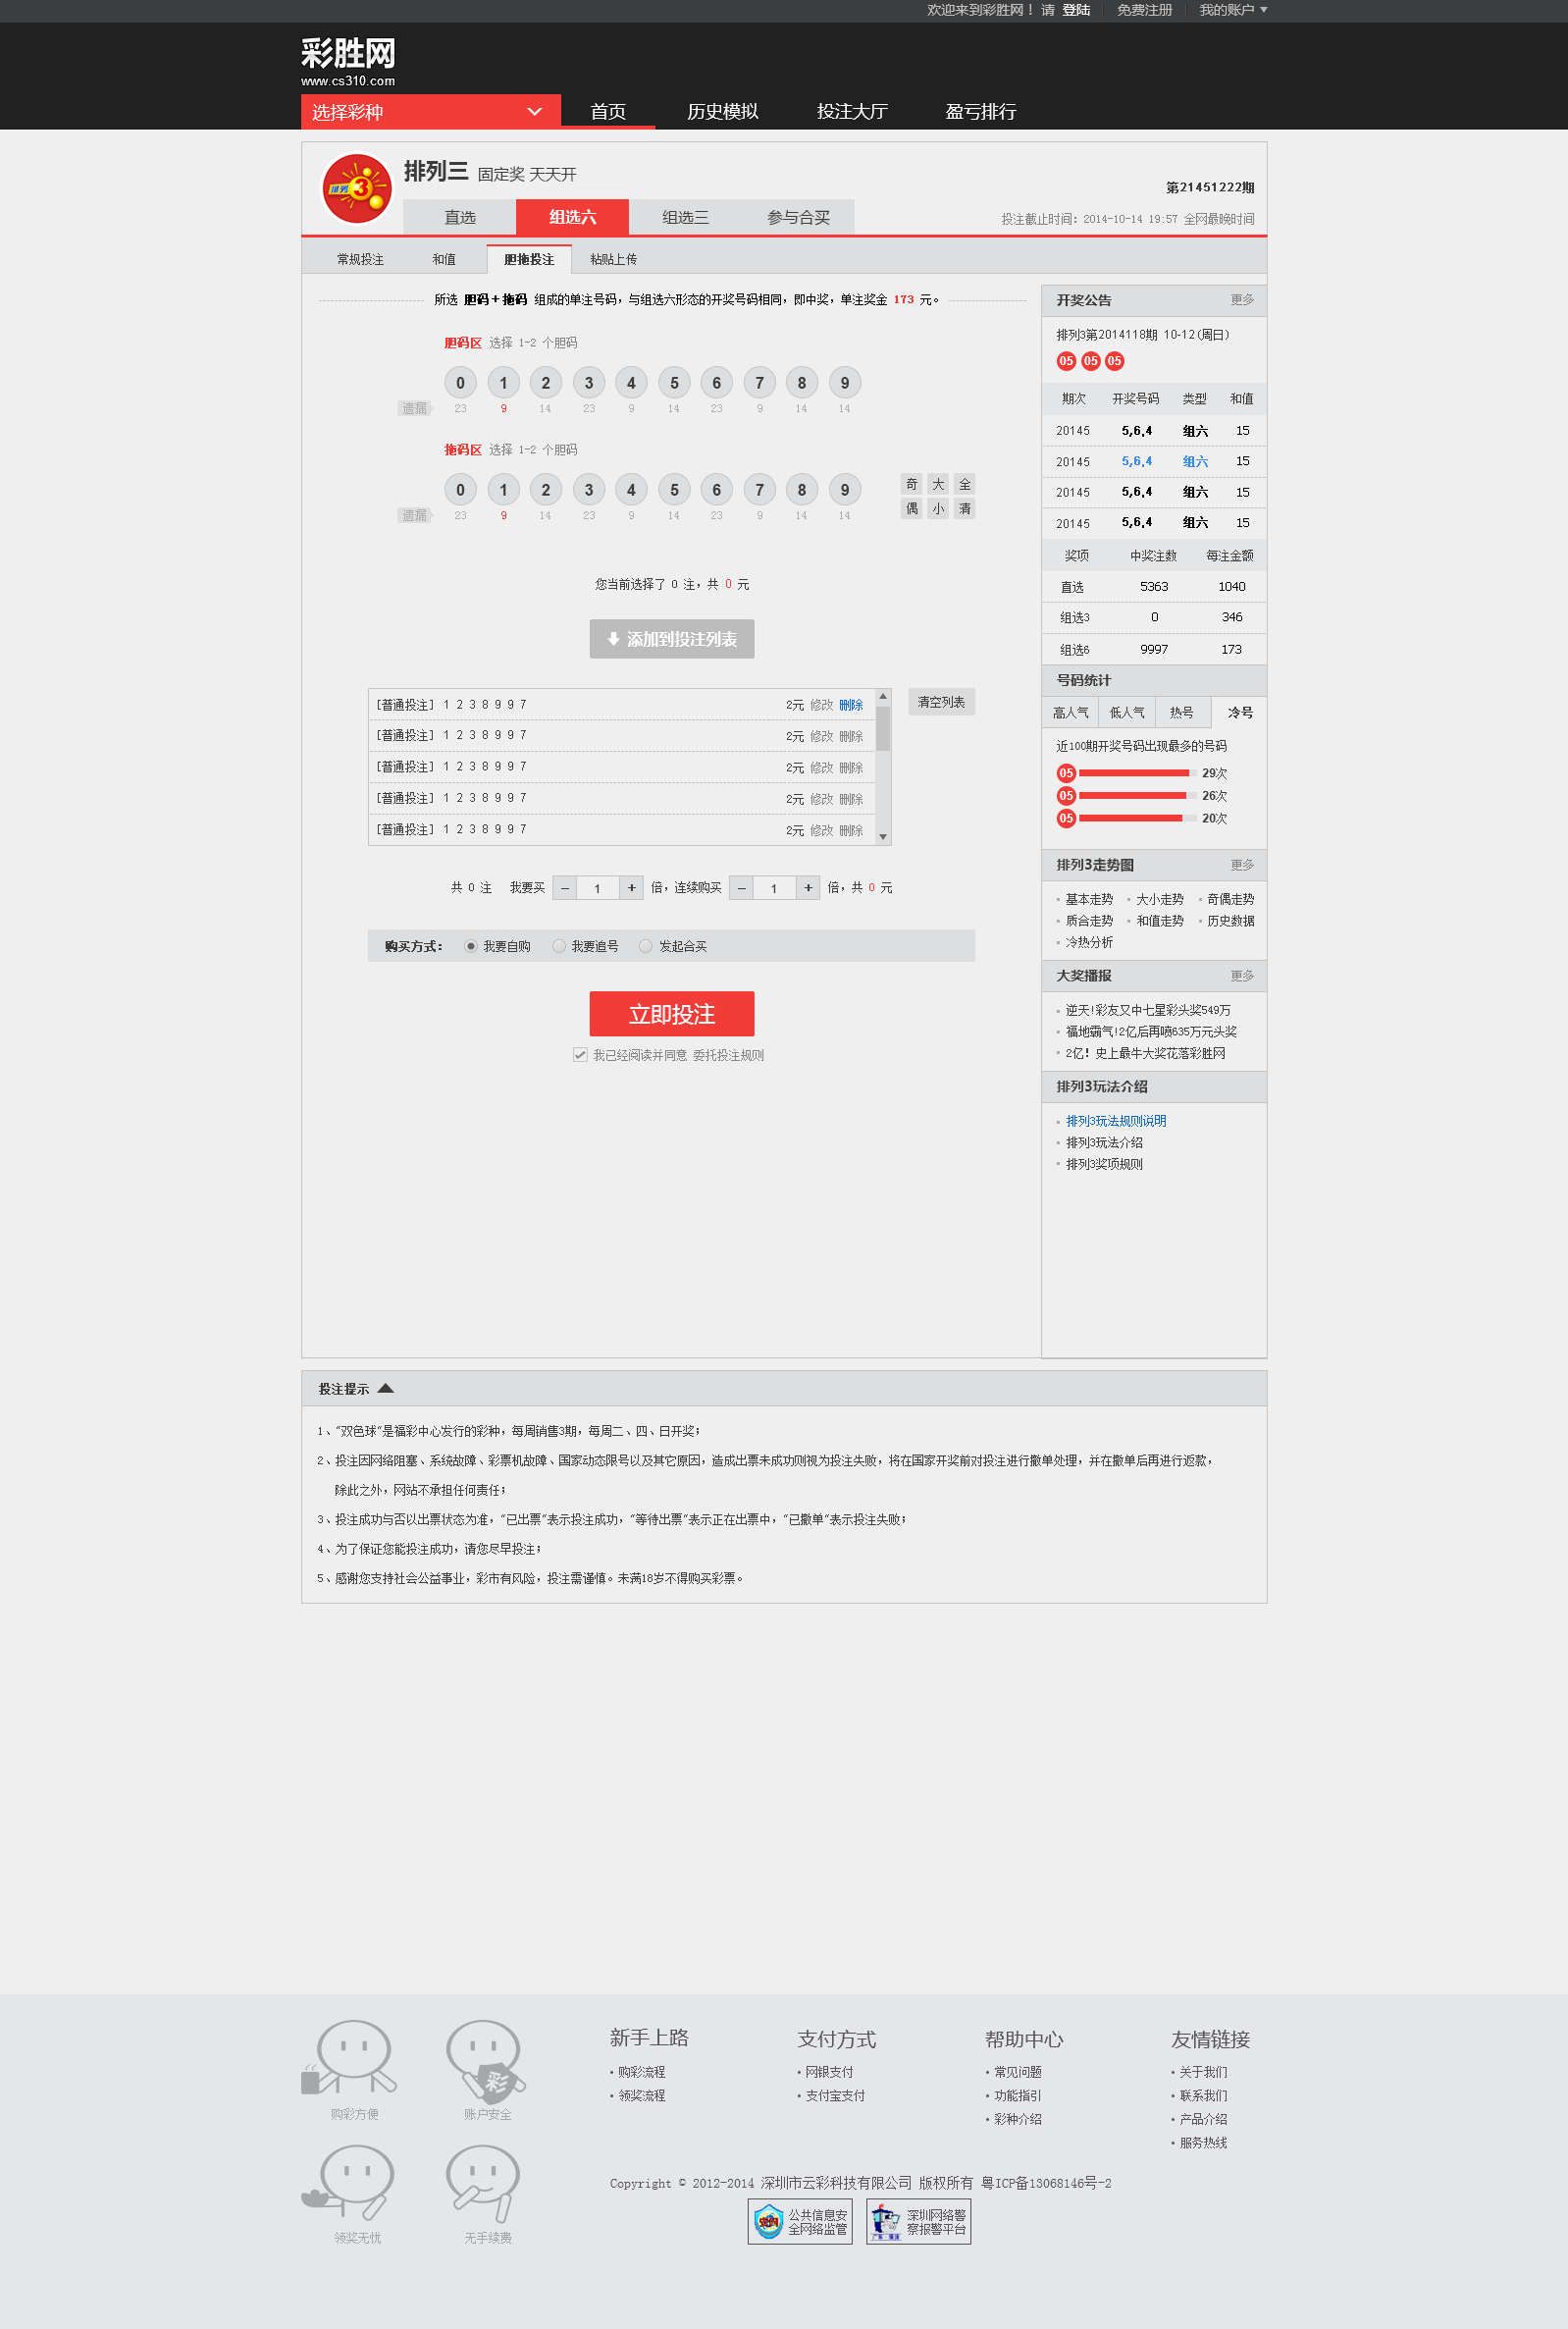 欢迎来到彩胜网！请 登陆 免费注册 我的账户
彩胜网
www.cs310.com
选择彩种 首页 历史模拟 投注大厅 盈亏排行
排列三 固定奖 天天开
第21451222期
直选 组选六 组选三 参与合买
投注截止时间：2014-10-14 19:57 全网最晚时间
常规投注 和值 胆拖投注 粘贴上传
所选 胆码＋拖码 组成的单注号码，与组选六形态的开奖号码相同，即中奖，单注奖金 173 元。
胆码区 选择 1-2 个胆码
0 1 2 3 4 5 6 7 8 9
遗漏 23 9 14 23 9 14 23 9 14 14
拖码区 选择 1-2 个胆码
0 1 2 3 4 5 6 7 8 9
遗漏 23 9 14 23 9 14 23 9 14 14
奇 大 全
偶 小 清
您当前选择了 0 注，共 0 元
添加到投注列表
[普通投注] 1 2 3 8 9 9 7 2元 修改 删除
[普通投注] 1 2 3 8 9 9 7 2元 修改 删除
[普通投注] 1 2 3 8 9 9 7 2元 修改 删除
[普通投注] 1 2 3 8 9 9 7 2元 修改 删除
[普通投注] 1 2 3 8 9 9 7 2元 修改 删除
清空列表
共 0 注 我要买 － 1 + 倍，连续购买 － 1 + 倍，共 0 元
购买方式： 我要自购 我要追号 发起合买
立即投注
我已经阅读并同意 委托投注规则
开奖公告 更多
排列3第2014118期 10-12(周日)
05 05 05
期次 开奖号码 类型 和值
20145 5,6,4 组六 15
20145 5,6,4 组六 15
20145 5,6,4 组六 15
20145 5,6,4 组六 15
奖项 中奖注数 每注金额
直选 5363 1040
组选3 0 346
组选6 9997 173
号码统计
高人气 低人气 热号 冷号
近100期开奖号码出现最多的号码
05 29次
05 26次
05 20次
排列3走势图 更多
基本走势 大小走势 奇偶走势
质合走势 和值走势 历史数据
冷热分析
大奖播报 更多
逆天!彩友又中七星彩头奖549万
福地霸气!2亿后再喷635万元头奖
2亿！史上最牛大奖花落彩胜网
排列3玩法介绍
排列3玩法规则说明
排列3玩法介绍
排列3奖项规则
投注提示
1、“双色球”是福彩中心发行的彩种，每周销售3期，每周二、四、日开奖；
2、投注因网络阻塞、系统故障、彩票机故障、国家动态限号以及其它原因，造成出票未成功则视为投注失败，将在国家开奖前对投注进行撤单处理，并在撤单后再进行返款，
除此之外，网站不承担任何责任；
3、投注成功与否以出票状态为准，“已出票”表示投注成功，“等待出票”表示正在出票中，“已撤单”表示投注失败；
4、为了保证您能投注成功，请您尽早投注；
5、感谢您支持社会公益事业，彩市有风险，投注需谨慎。未满18岁不得购买彩票。
彩
购彩方便 账户安全
领奖无忧 无手续费
新手上路
购彩流程
领奖流程
支付方式
网银支付
支付宝支付
帮助中心
常见问题
功能指引
彩种介绍
友情链接
关于我们
联系我们
产品介绍
服务热线
Copyright © 2012-2014 深圳市云彩科技有限公司 版权所有 粤ICP备13068146号-2
公共信息安
全网络监管
深圳网络警
察报警平台